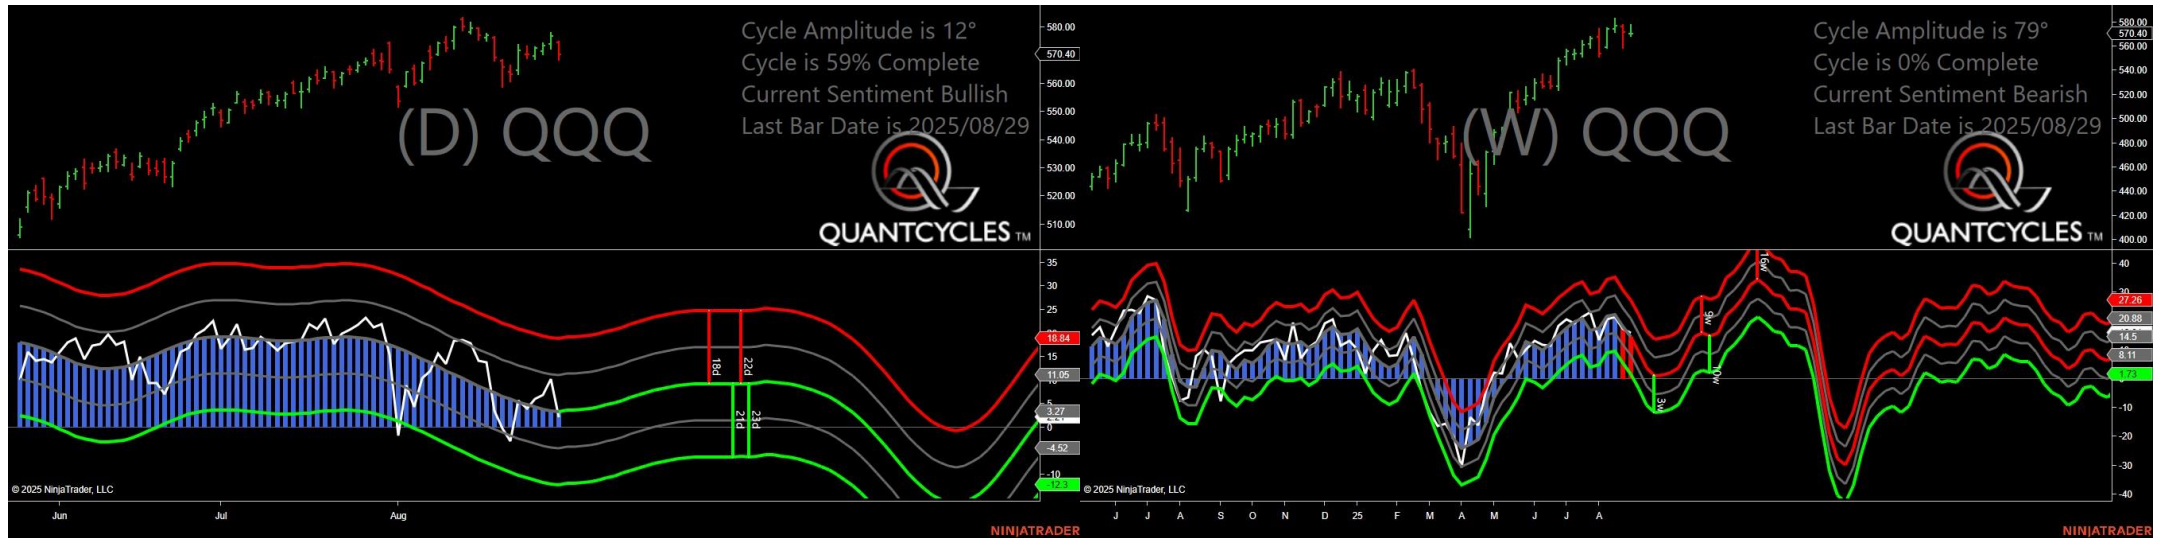 Cycle Amplitude is 12°
Cycle is 59% Complete
Current Sentiment Bullish
Last Bar Date is 2025/08/29
(D) QQQ
QUANTCYCLES TM
580.00
570.40
560.00
550.00
540.00
530.00
520.00
510.00
35
30
25
18.84
15
11.05
5
3.27
0
-4.52
-10
-12.3
18d
22d
21d
23d
© 2025 NinjaTrader, LLC
Jun
Jul
Aug
NINJATRADER
Cycle Amplitude is 79°
Cycle is 0% Complete
Current Sentiment Bearish
Last Bar Date is 2025/08/29
(W) QQQ
QUANTCYCLES TM
580.00
570.40
560.00
540.00
520.00
500.00
480.00
460.00
440.00
420.00
400.00
40
30
27.26
20.88
14.5
8.11
1.73
-10
-20
-30
-40
16w
9w
10w
3w
© 2025 NinjaTrader, LLC
J
J
A
S
O
N
D
25
F
M
A
M
J
J
A
NINJATRADER